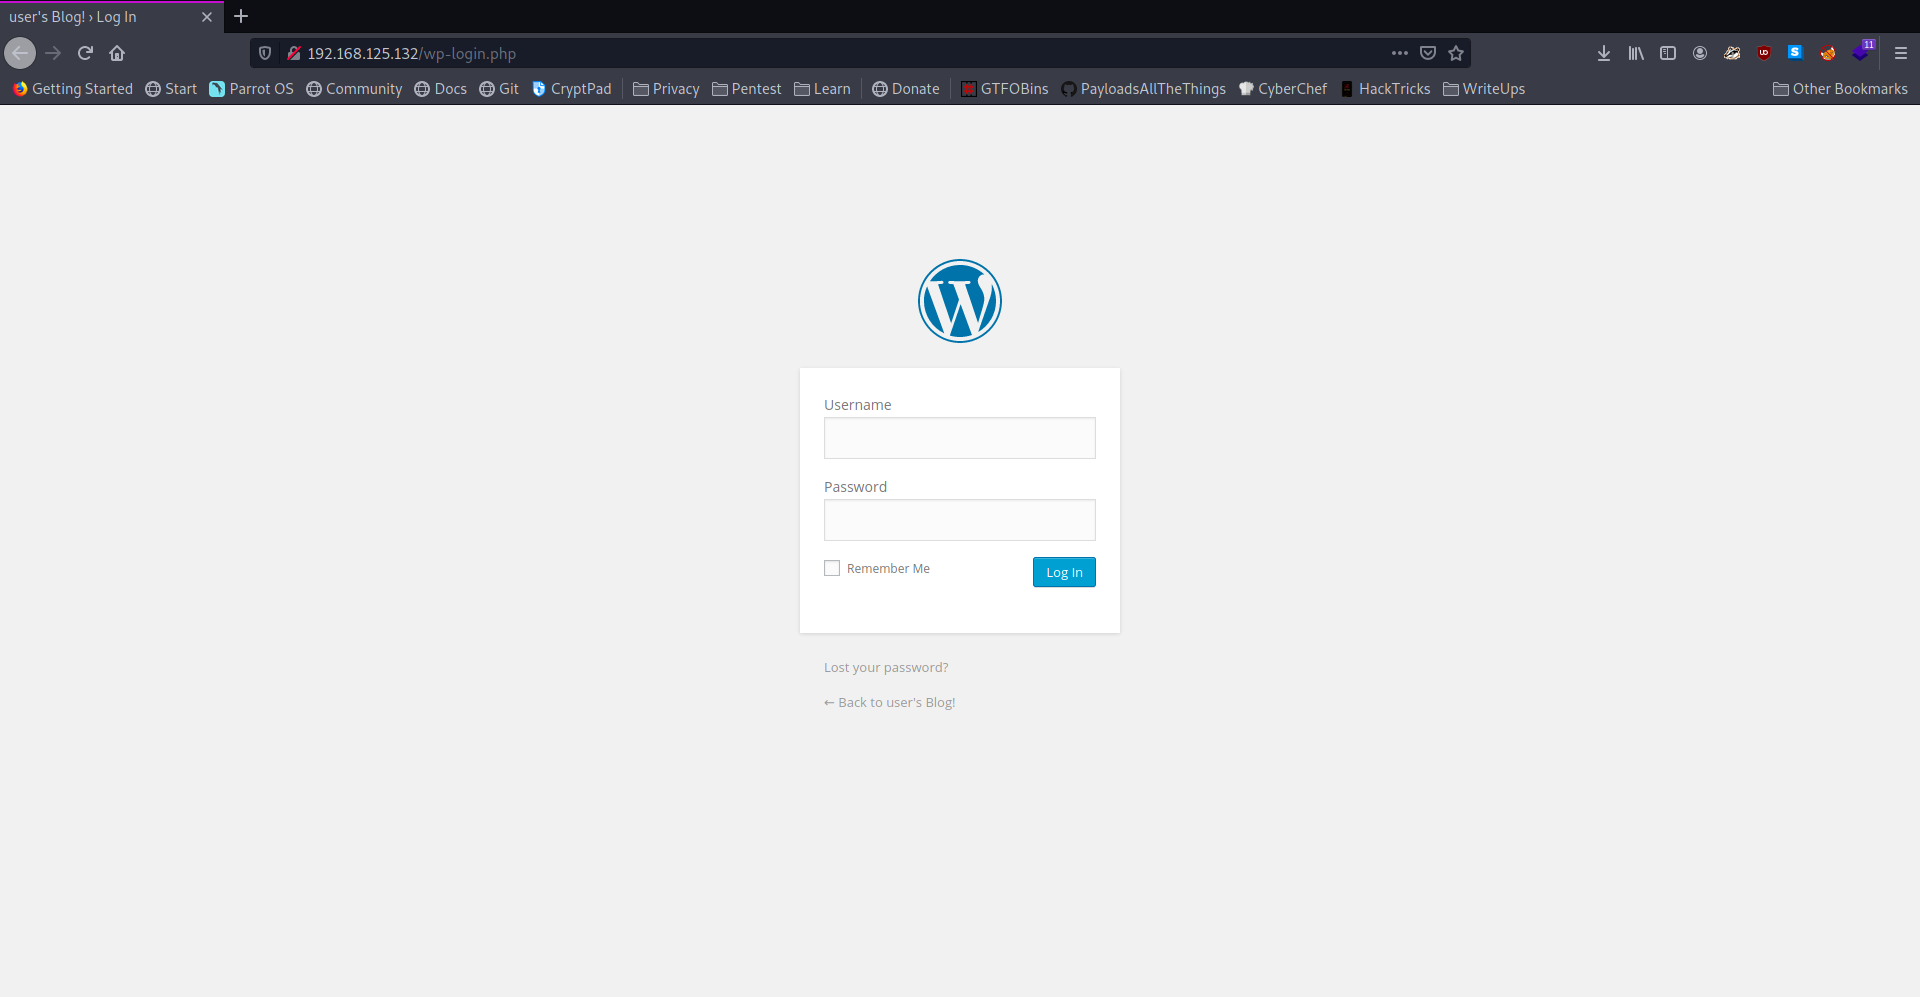 user's Blog! › Log In
192.168.125.132/wp-login.php
11
Getting Started Start Parrot OS Community Docs Git CryptPad Privacy Pentest Learn Donate GTFOBins PayloadsAllTheThings CyberChef HackTricks WriteUps Other Bookmarks
Username
Password
Remember Me Log In
Lost your password?
← Back to user's Blog!